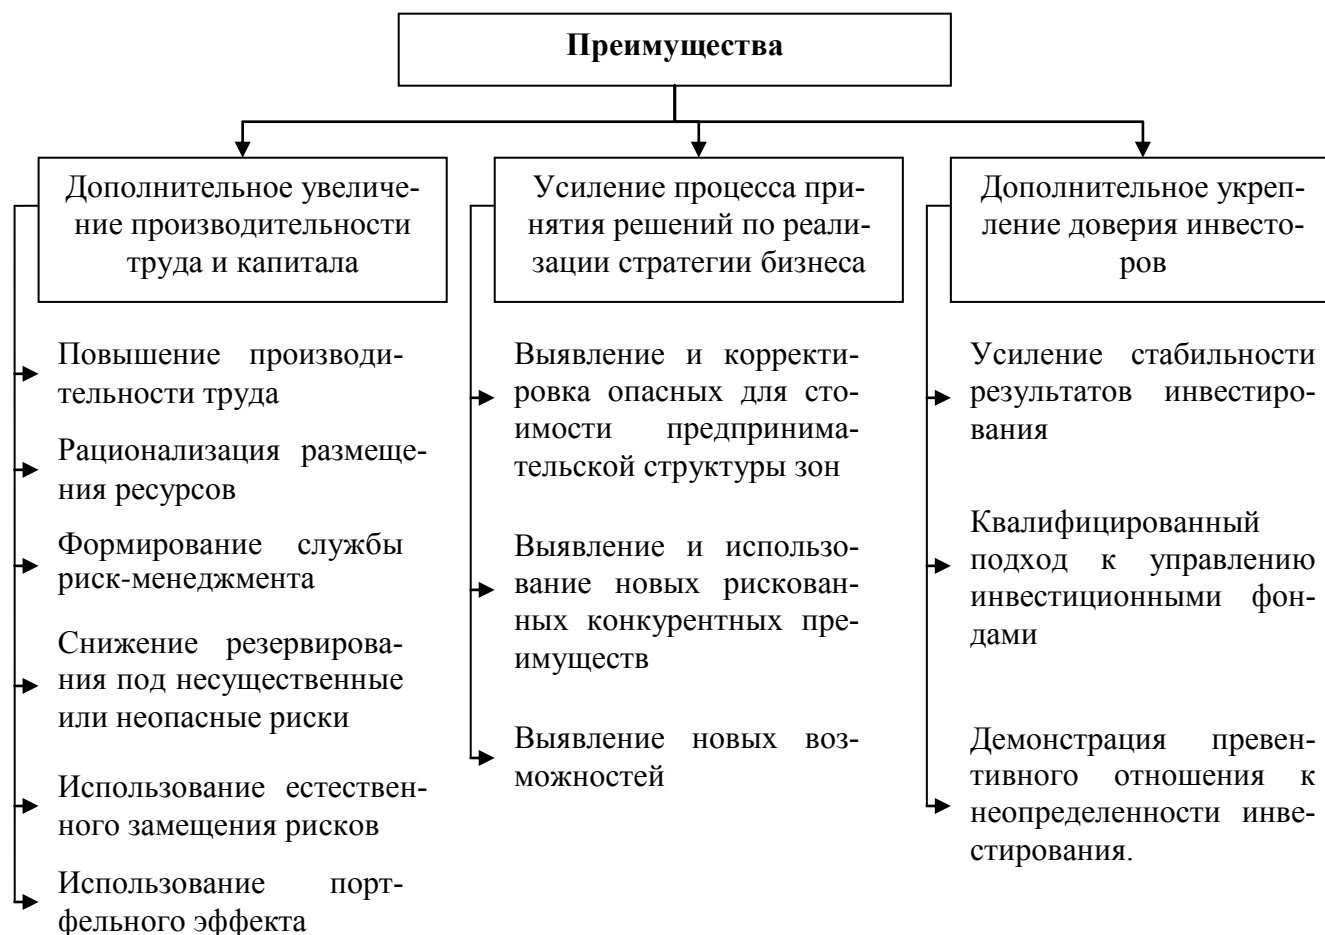 Преимущества
Дополнительное увеличе-
ние производительности
труда и капитала
Повышение производи-
тельности труда
Рационализация размеще-
ния ресурсов
Формирование службы
риск-менеджмента
Снижение резервирова-
ния под несущественные
или неопасные риски
Использование естествен-
ного замещения рисков
Использование порт-
фельного эффекта
Усиление процесса при-
нятия решений по реали-
зации стратегии бизнеса
Выявление и корректи-
ровка опасных для сто-
имости предпринима-
тельской структуры зон
Выявление и использо-
вание новых рискован-
ных конкурентных пре-
имуществ
Выявление новых воз-
можностей
Дополнительное укреп-
ление доверия инвесто-
ров
Усиление стабильности
результатов инвестиро-
вания
Квалифицированный
подход к управлению
инвестиционными фон-
дами
Демонстрация превен-
тивного отношения к
неопределенности инве-
стирования.